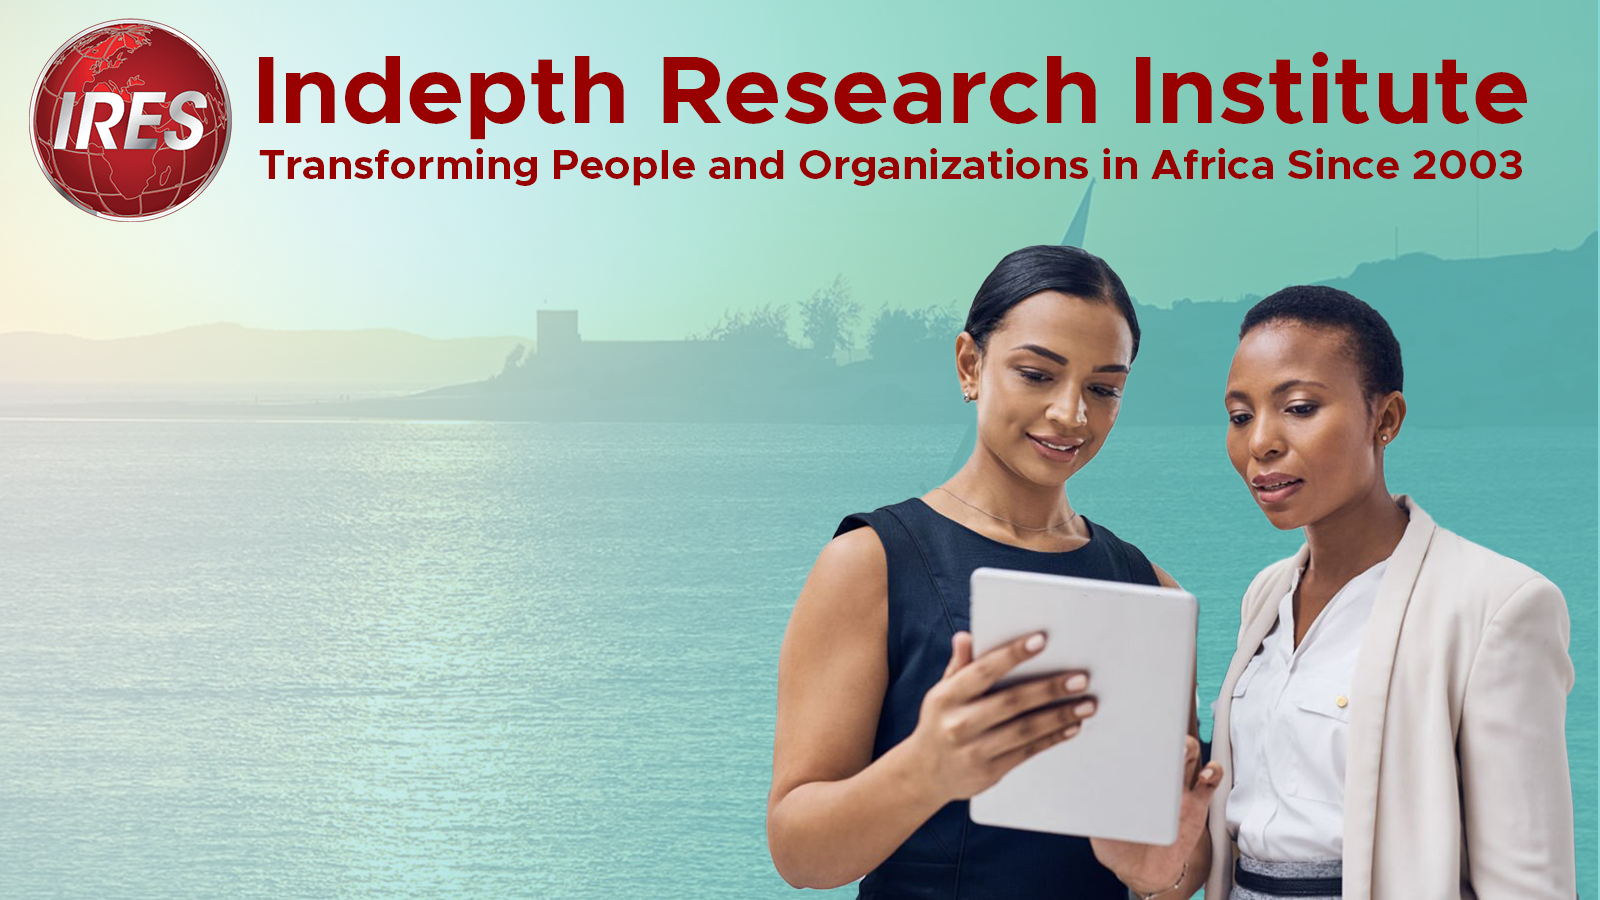 IRES
Indepth Research Institute
Transforming People and Organizations in Africa Since 2003